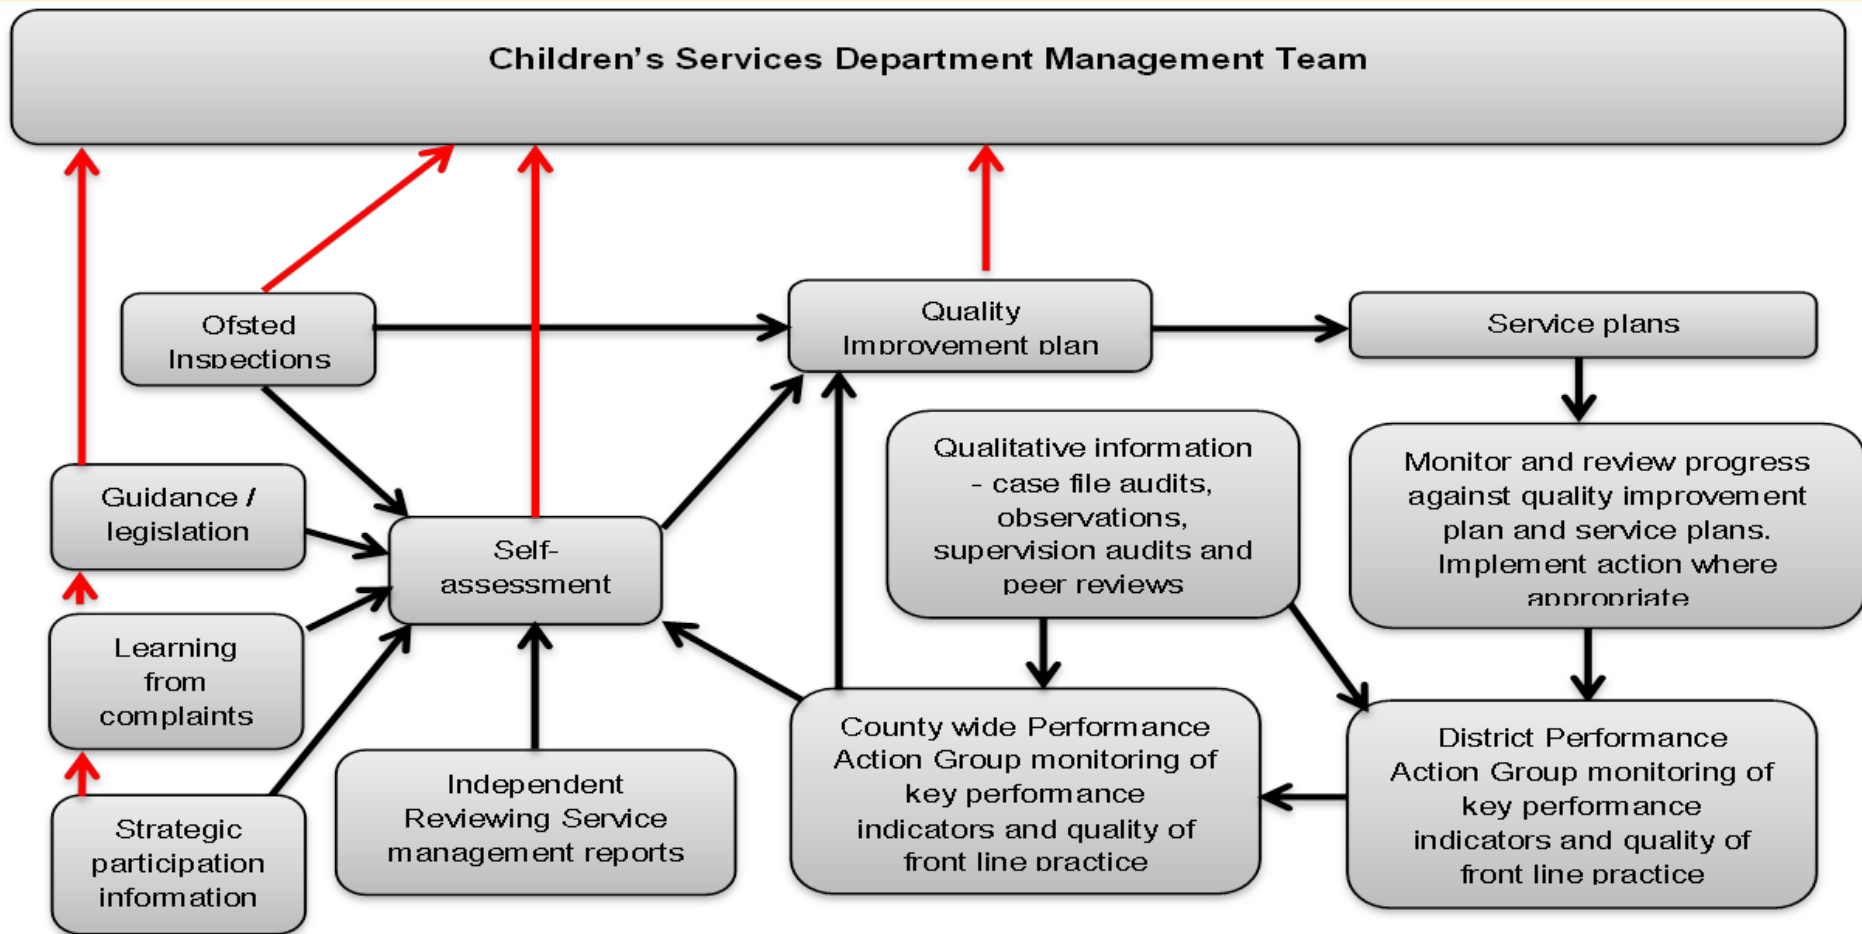 Children's Services Department Management Team
Ofsted
Inspections
Quality
Improvement plan
Service plans
Guidance /
legislation
Self-
assessment
Qualitative information
- case file audits,
observations,
supervision audits and
peer reviews
Monitor and review progress
against quality improvement
plan and service plans.
Implement action where
appropriate
Learning
from
complaints
Strategic
participation
information
Independent
Reviewing Service
management reports
County wide Performance
Action Group monitoring of
key performance
indicators and quality of
front line practice
District Performance
Action Group monitoring of
key performance
indicators and quality of
front line practice